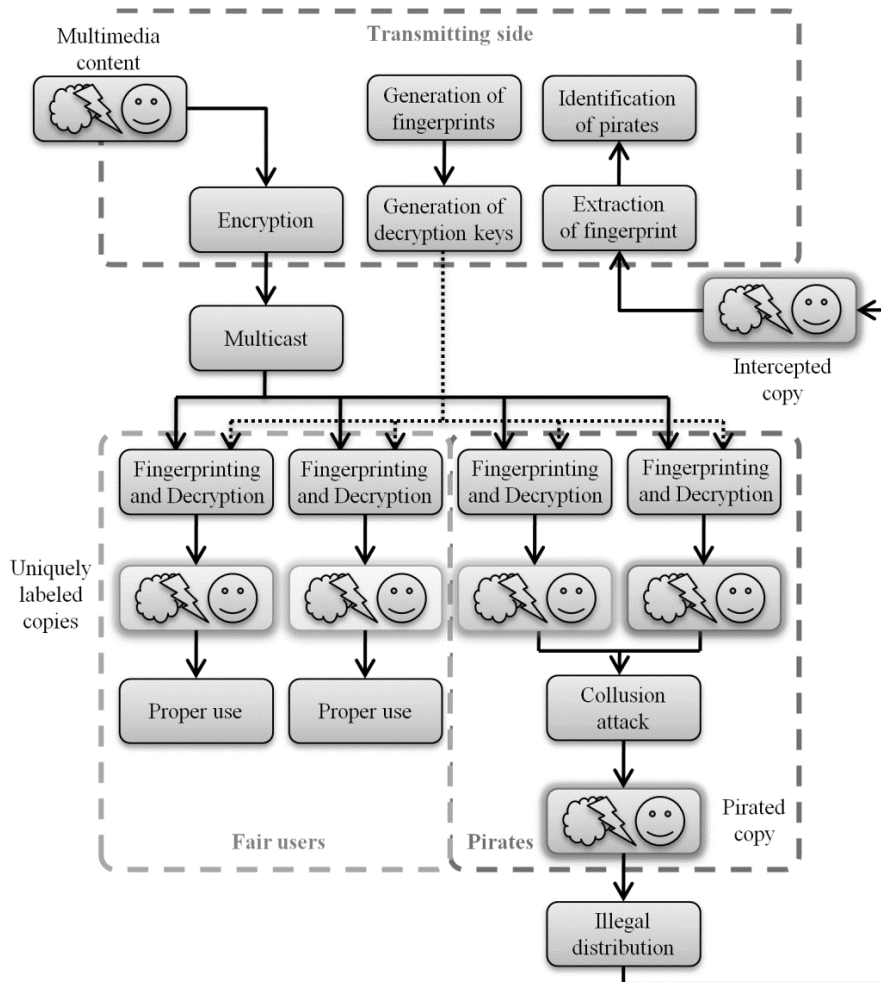 Transmitting side
Multimedia
content
Generation of
fingerprints
Identification
of pirates
Encryption
Generation of
decryption keys
Extraction
of fingerprint
Multicast
Intercepted
copy
Fingerprinting
and Decryption
Fingerprinting
and Decryption
Fingerprinting
and Decryption
Fingerprinting
and Decryption
Uniquely
labeled
copies
Proper use
Proper use
Collusion
attack
Pirated
copy
Fair users
Pirates
Illegal
distribution